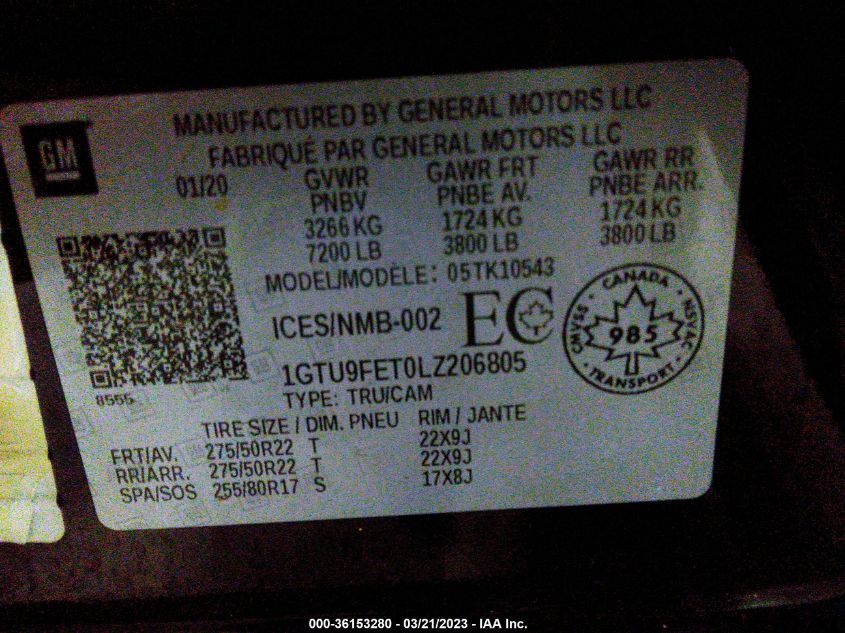 MANUFACTURED BY GENERAL MOTORS LLC
FABRIQUÉ PAR GENERAL MOTORS LLC
GM
01/20 GVWR GAWR FRT GAWR RR
PNBV PNBE AV. PNBE ARR.
3266 KG 1724 KG 1724 KG
7200 LB 3800 LB 3800 LB
MODEL/MODÈLE: 05TK10543
ICES/NMB-002 EC
CANADA
CMVSS NSVAC
985
TRANSPORT
1GTU9FET0LZ206805
8555 TYPE: TRU/CAM
TIRE SIZE / DIM. PNEU RIM / JANTE
FRT/AV. 275/50R22 T 22X9J
RR/ARR. 275/50R22 T 22X9J
SPA/SOS 255/80R17 S 17X8J
000-36153280 - 03/21/2023 - IAA Inc.